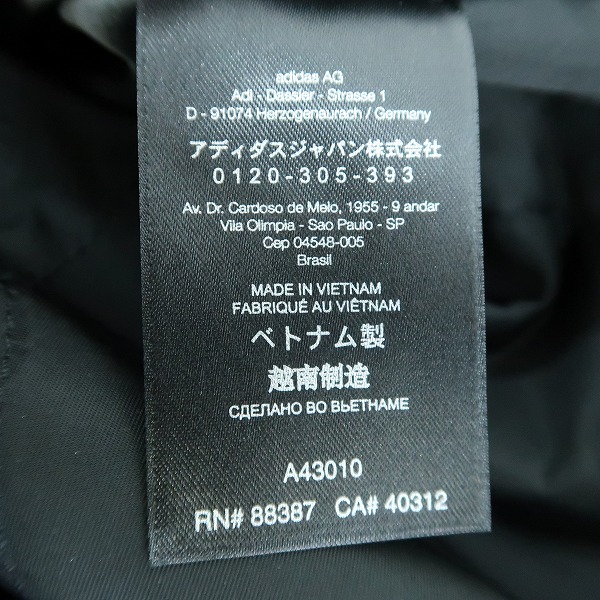 adidas AG
Adi - Dassler - Strasse 1
D - 91074 Herzogenaurach / Germany
アディダスジャパン株式会社
0120-305-393
Av. Dr. Cardoso de Melo, 1955 - 9 andar
Vila Olimpia - Sao Paulo - SP
Cep 04548-005
Brasil
MADE IN VIETNAM
FABRIQUÉ AU VIÊTNAM
ベトナム製
越南制造
СДЕЛАНО ВО ВЬЕТНАМЕ
A43010
RN# 88387 CA# 40312